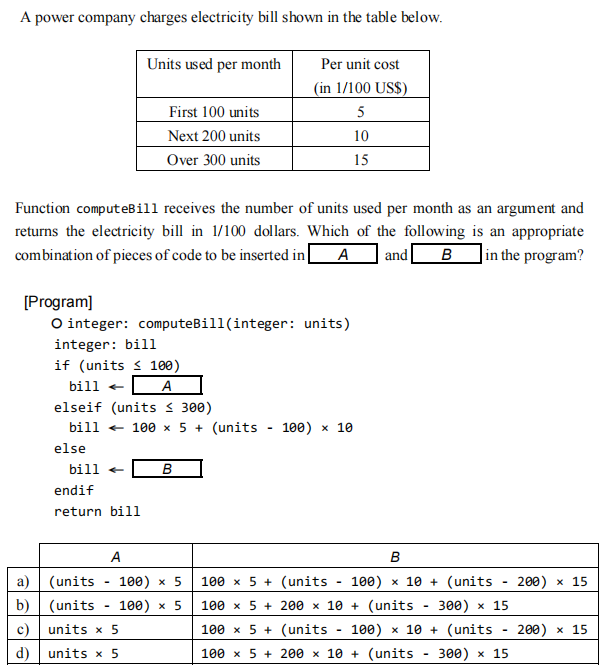 A power company charges electricity bill shown in the table below.
Units used per month Per unit cost
(in 1/100 US$)
First 100 units 5
Next 200 units 10
Over 300 units 15
Function computeBill receives the number of units used per month as an argument and
returns the electricity bill in 1/100 dollars. Which of the following is an appropriate
combination of pieces of code to be inserted in A and B in the program?
[Program]
○ integer: computeBill(integer: units)
integer: bill
if (units ≤ 100)
bill ← A
elseif (units ≤ 300)
bill ← 100 × 5 + (units - 100) × 10
else
bill ← B
endif
return bill
A B
a) (units - 100) × 5 100 × 5 + (units - 100) × 10 + (units - 200) × 15
b) (units - 100) × 5 100 × 5 + 200 × 10 + (units - 300) × 15
c) units × 5 100 × 5 + (units - 100) × 10 + (units - 200) × 15
d) units × 5 100 × 5 + 200 × 10 + (units - 300) × 15